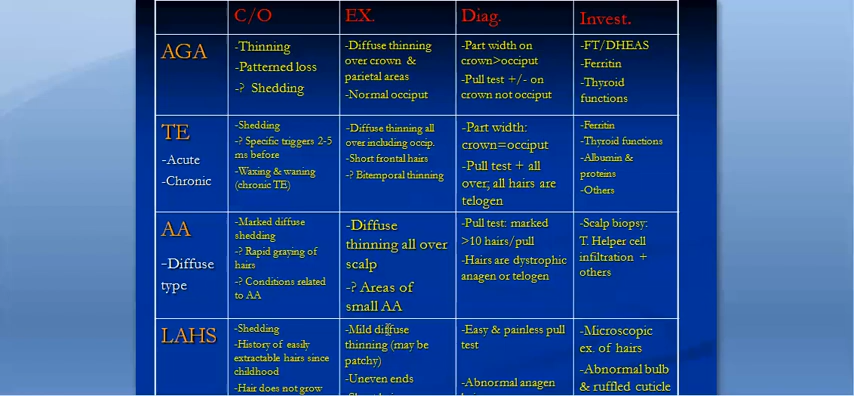 C/O EX. Diag. Invest.
AGA
-Thinning
-Patterned loss
-? Shedding
-Diffuse thinning
over crown &
parietal areas
-Normal occiput
-Part width on
crown>occiput
-Pull test +/- on
crown not occiput
-FT/DHEAS
-Ferritin
-Thyroid
functions
TE
-Acute
-Chronic
-Shedding
-? Specific triggers 2-5
ms before
-Waxing & waning
(chronic TE)
-Diffuse thinning all
over including occip.
-Short frontal hairs
-? Bitemporal thinning
-Part width:
crown=occiput
-Pull test + all
over; all hairs are
telogen
-Ferritin
-Thyroid functions
-Albumin &
proteins
-Others
AA
-Diffuse
type
-Marked diffuse
shedding
-? Rapid graying of
hairs
-? Conditions related
to AA
-Diffuse
thinning all over
scalp
-? Areas of
small AA
-Pull test: marked
>10 hairs/pull
-Hairs are dystrophic
anagen or telogen
-Scalp biopsy:
T. Helper cell
infiltration +
others
LAHS
-Shedding
-History of easily
extractable hairs since
childhood
-Hair does not grow
-Mild diffuse
thinning (may be
patchy)
-Uneven ends
-Easy & painless pull
test
-Abnormal anagen
-Microscopic
ex. of hairs
-Abnormal bulb
& ruffled cuticle